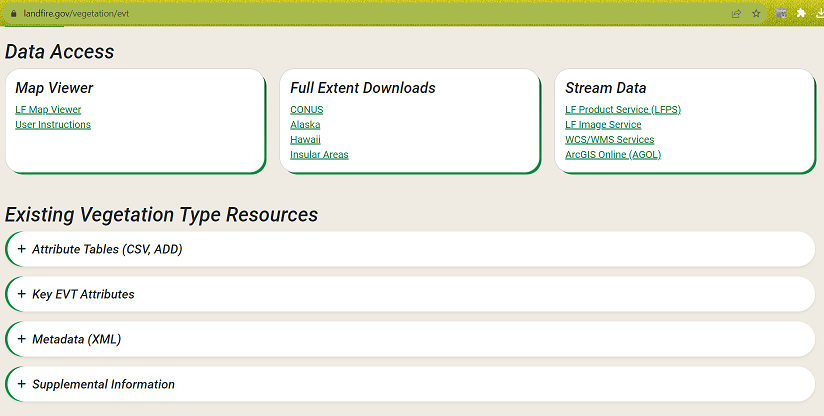 landfire.gov/vegetation/evt
Data Access
Map Viewer
LF Map Viewer
User Instructions
Full Extent Downloads
CONUS
Alaska
Hawaii
Insular Areas
Stream Data
LF Product Service (LFPS)
LF Image Service
WCS/WMS Services
ArcGIS Online (AGOL)
Existing Vegetation Type Resources
+ Attribute Tables (CSV, ADD)
+ Key EVT Attributes
+ Metadata (XML)
+ Supplemental Information